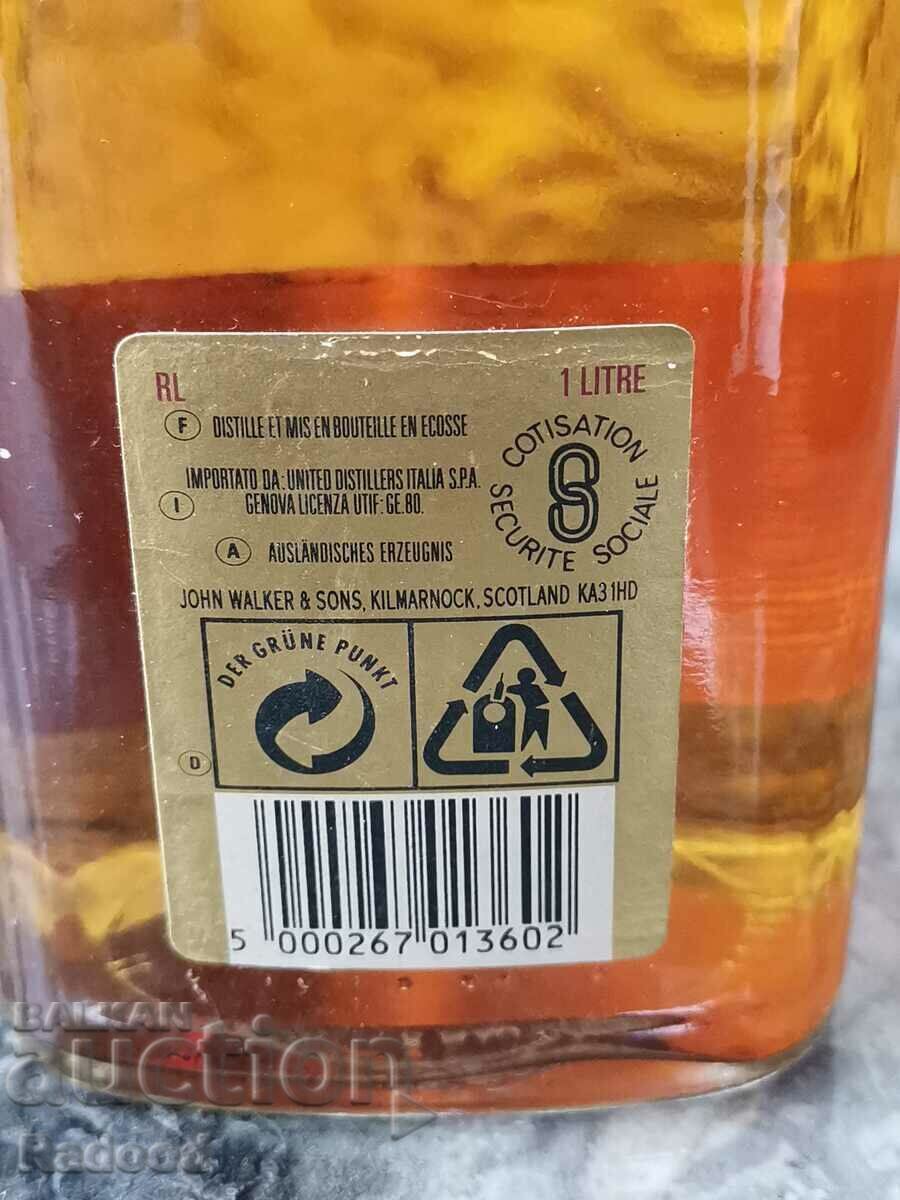 RL 1 LITRE
F DISTILLE ET MIS EN BOUTEILLE EN ECOSSE
COTISATION SECURITE SOCIALE
SS
I IMPORTATO DA: UNITED DISTILLERS ITALIA S.P.A.
GENOVA LICENZA UTIF: GE.80.
A AUSLÄNDISCHES ERZEUGNIS
JOHN WALKER & SONS, KILMARNOCK, SCOTLAND KA3 1HD
DER GRÜNE PUNKT
D
5 000267 013602
BALKAN
auction
Radood